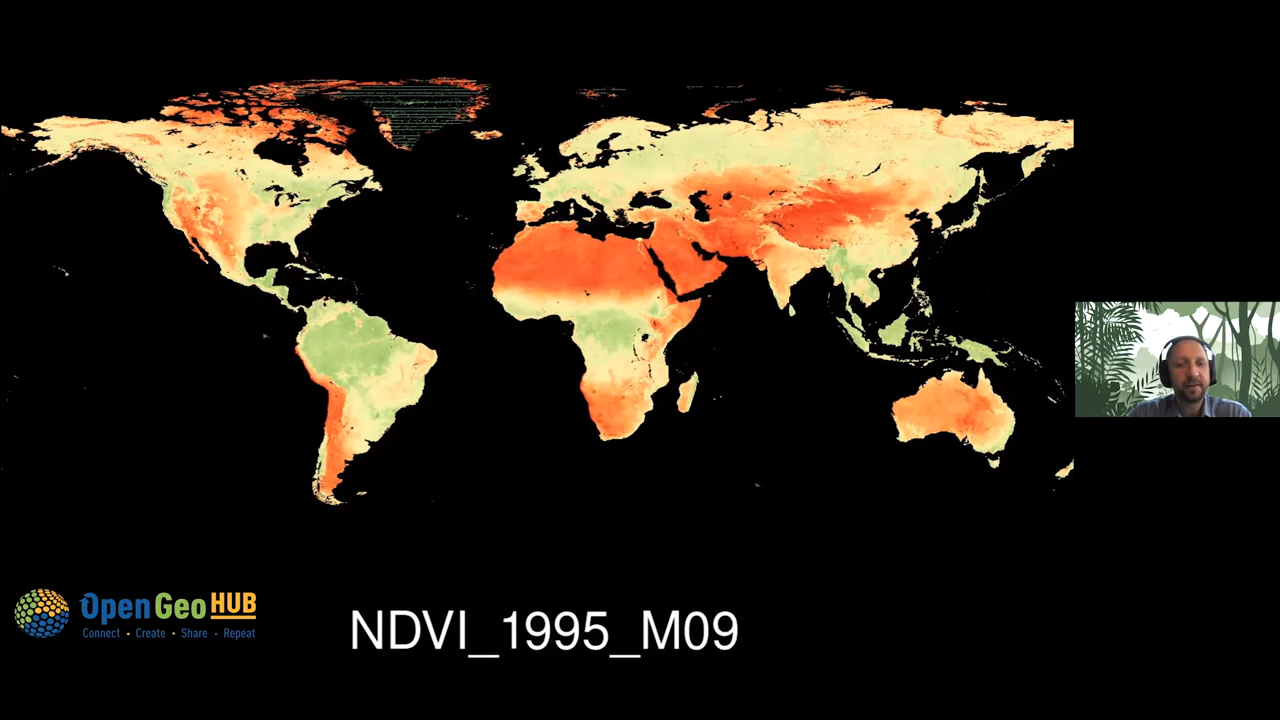 OpenGeoHUB
Connect • Create • Share - Repeat
NDVI_1995_M09